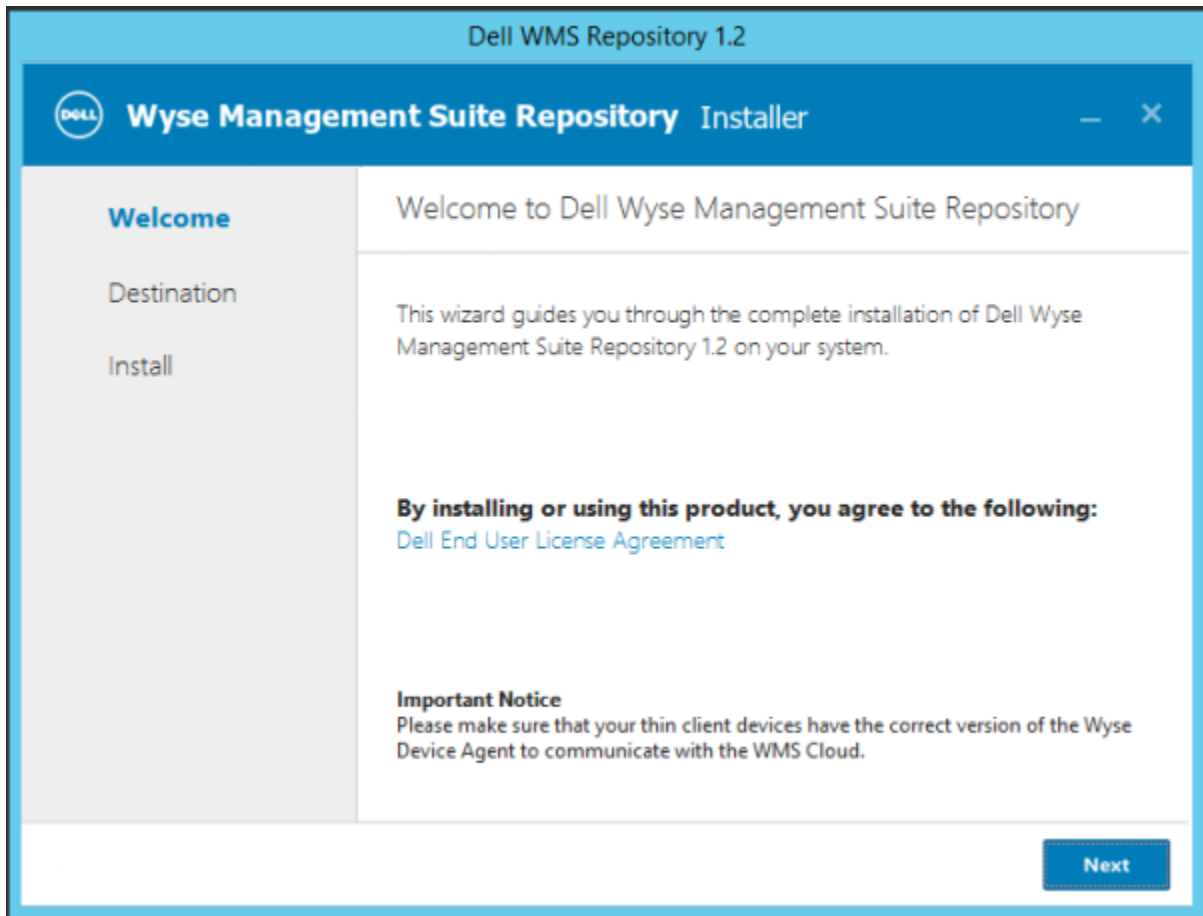 Dell WMS Repository 1.2
DELL Wyse Management Suite Repository Installer
Welcome
Destination
Install
Welcome to Dell Wyse Management Suite Repository
This wizard guides you through the complete installation of Dell Wyse
Management Suite Repository 1.2 on your system.
By installing or using this product, you agree to the following:
Dell End User License Agreement
Important Notice
Please make sure that your thin client devices have the correct version of the Wyse
Device Agent to communicate with the WMS Cloud.
Next